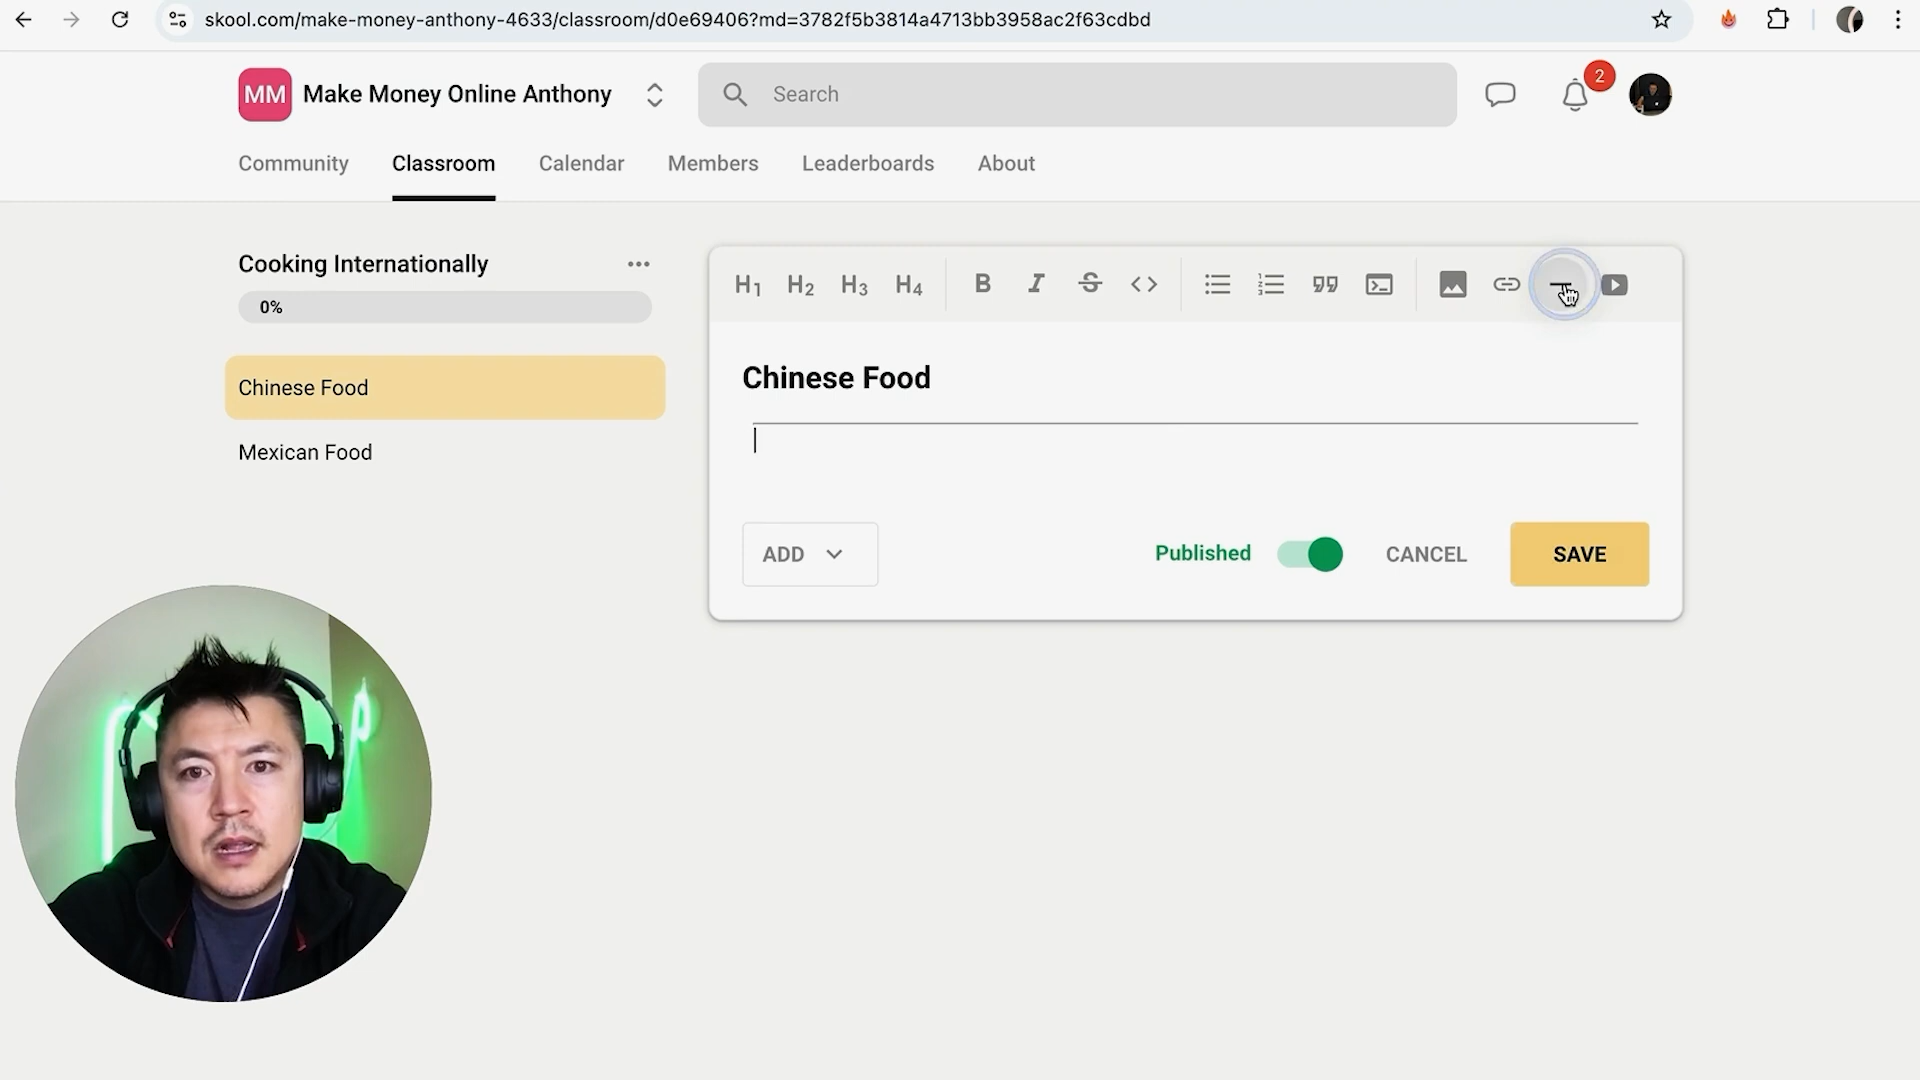 skool.com/make-money-anthony-4633/classroom/d0e69406?md=3782f5b3814a4713bb3958ac2f63cdbd
MM Make Money Online Anthony
Search
2
Community Classroom Calendar Members Leaderboards About
Cooking Internationally
0%
Chinese Food
Mexican Food
H1 H2 H3 H4 B I S
Chinese Food
ADD
Published
CANCEL
SAVE